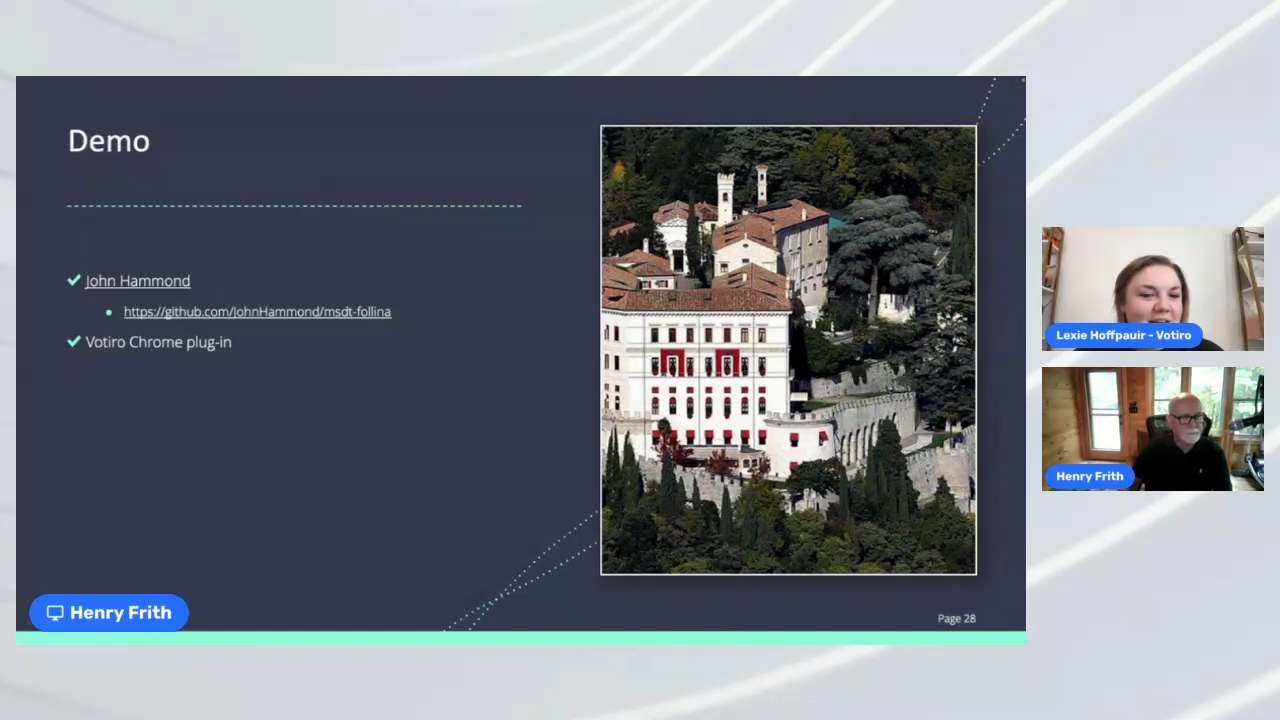 Demo
John Hammond
https://github.com/JohnHammond/msdt-follina
Votiro Chrome plug-in
Henry Frith
Page 28
Lexie Hoffpauir - Votiro
Henry Frith